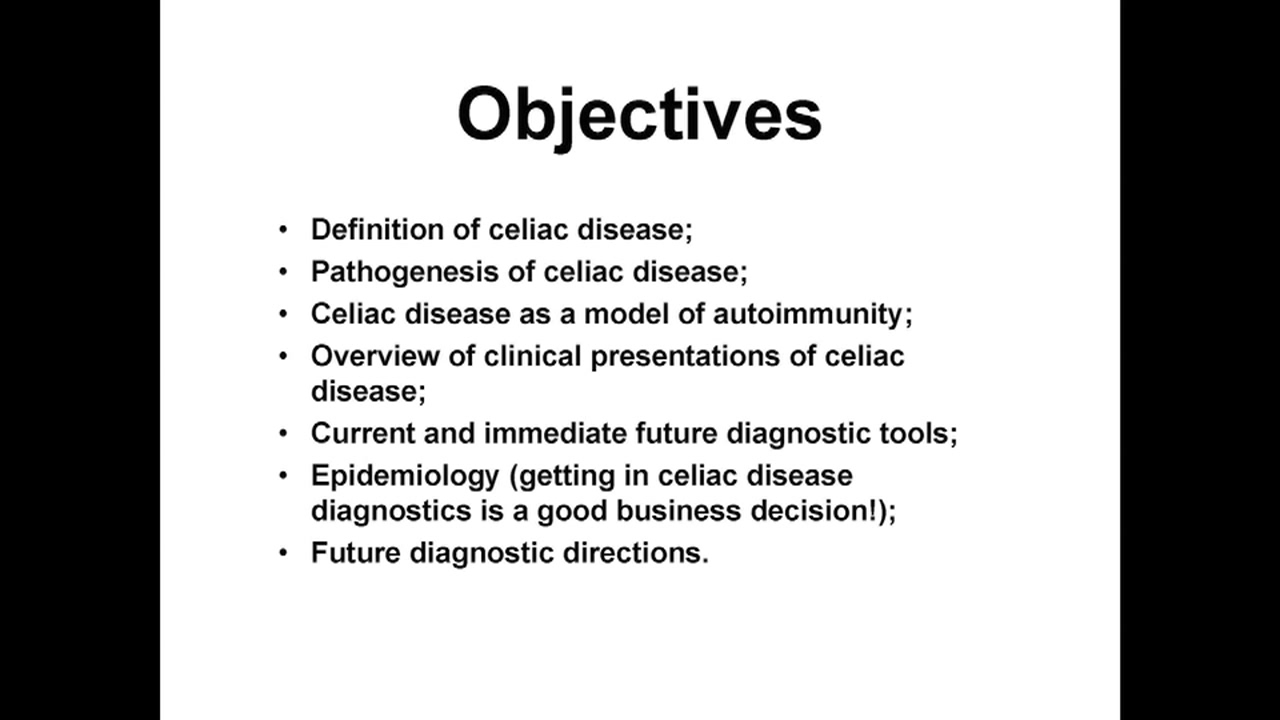 Objectives
• Definition of celiac disease;
• Pathogenesis of celiac disease;
• Celiac disease as a model of autoimmunity;
• Overview of clinical presentations of celiac
disease;
• Current and immediate future diagnostic tools;
• Epidemiology (getting in celiac disease
diagnostics is a good business decision!);
• Future diagnostic directions.